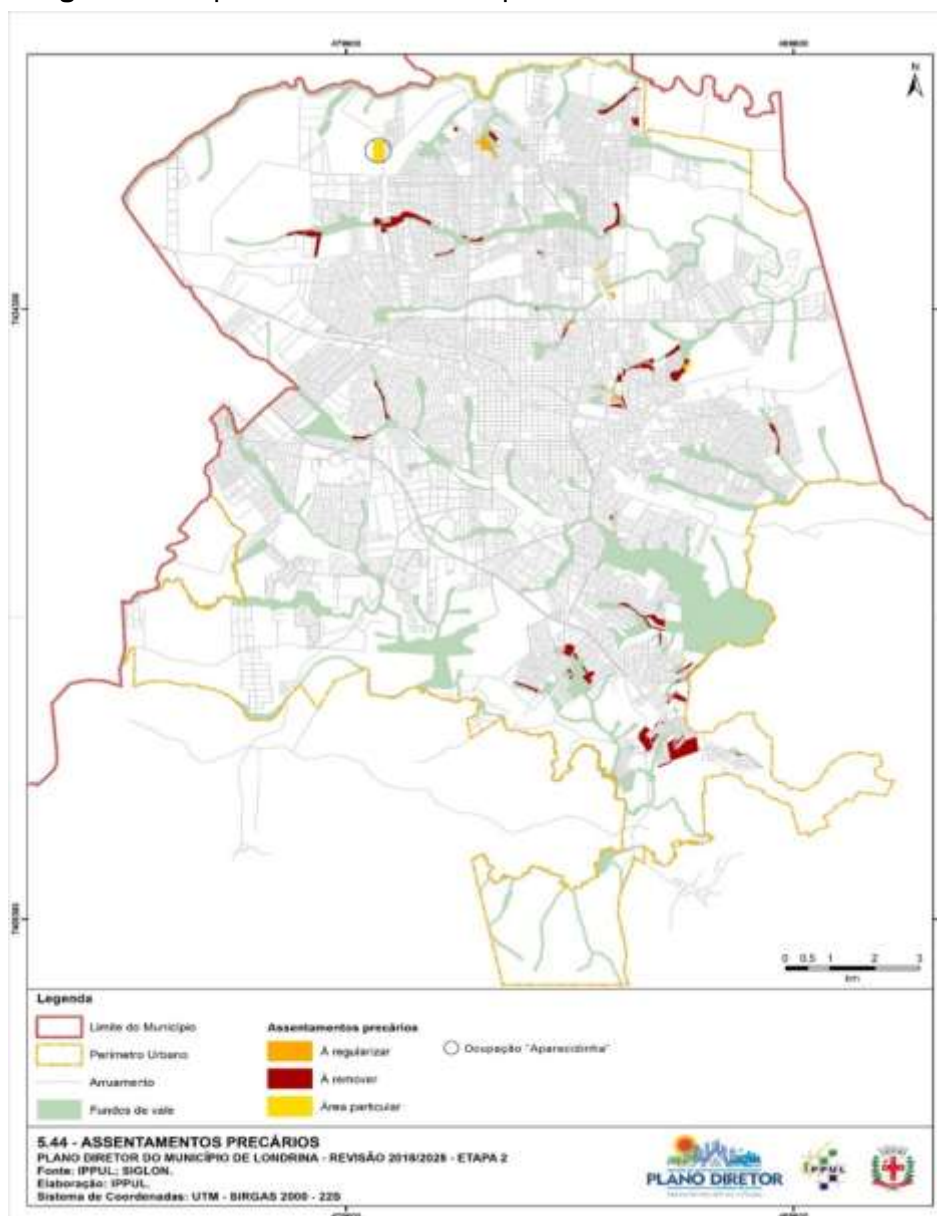 N
0 0.5 1 2 3
km
Legenda
Limite do Município
Perímetro Urbano
Arruamento
Fundos de vale
Assentamentos precários
A regularizar
A remover
Área particular
Ocupação "Aparecidinha"
5.44 - ASSENTAMENTOS PRECÁRIOS
PLANO DIRETOR DO MUNICÍPIO DE LONDRINA - REVISÃO 2018/2028 - ETAPA 2
Fonte: IPPUL; SIGLON.
Elaboração: IPPUL.
Sistema de Coordenadas: UTM - SIRGAS 2000 - 22S
PLANO DIRETOR
IPPUL